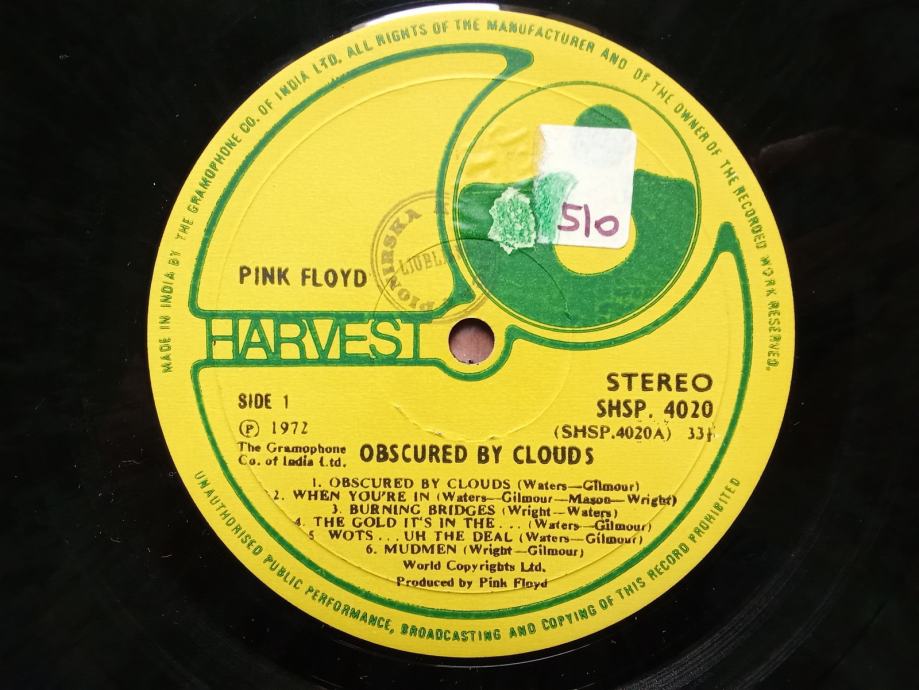 MADE IN INDIA BY THE GRAMOPHONE CO. OF INDIA LTD. ALL RIGHTS OF THE MANUFACTURER AND OF THE OWNER OF THE RECORDED WORK RESERVED.
510
PINK FLOYD
PIONIRSKA
LJUBL
HARVEST
STEREO
SIDE 1
SHSP. 4020
Ⓟ 1972
(SHSP.4020A) 33⅓
The Gramophone
Co. of India Ltd.
OBSCURED BY CLOUDS
1. OBSCURED BY CLOUDS (Waters—Gilmour)
2. WHEN YOU'RE IN (Waters—Gilmour—Mason—Wright)
3. BURNING BRIDGES (Wright—Waters)
4. THE GOLD IT'S IN THE... (Waters—Gilmour)
5 WOTS...UH THE DEAL (Waters—Gilmour)
6. MUDMEN (Wright—Gilmour)
World Copyrights Ltd.
Produced by Pink Floyd
UNAUTHORISED PUBLIC PERFORMANCE, BROADCASTING AND COPYING OF THIS RECORD PROHIBITED